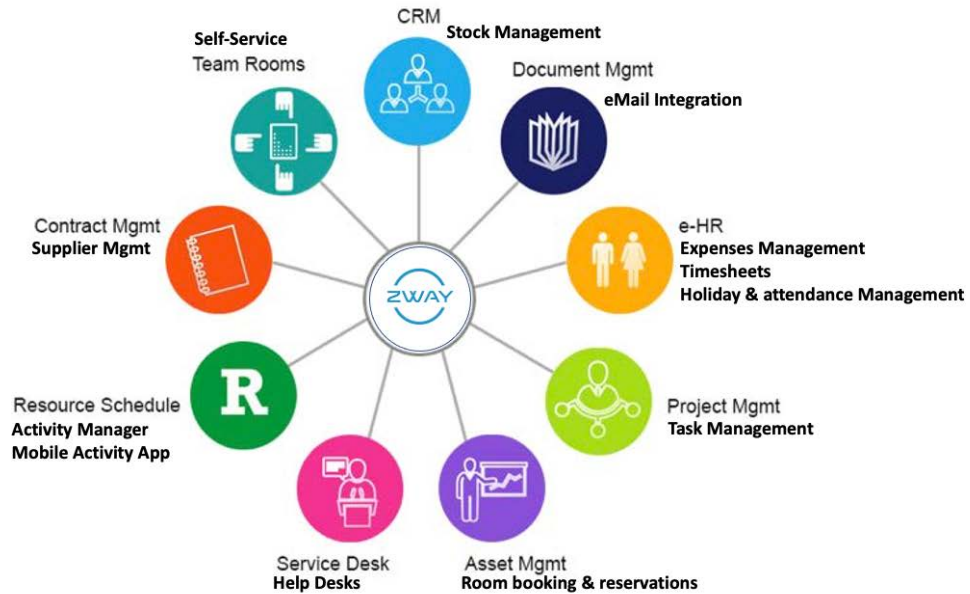 CRM
Stock Management
Self-Service
Team Rooms
Document Mgmt
eMail Integration
Contract Mgmt
Supplier Mgmt
e-HR
Expenses Management
Timesheets
Holiday & attendance Management
ZWAY
Resource Schedule
Activity Manager
Mobile Activity App
R
Project Mgmt
Task Management
Service Desk
Help Desks
Asset Mgmt
Room booking & reservations